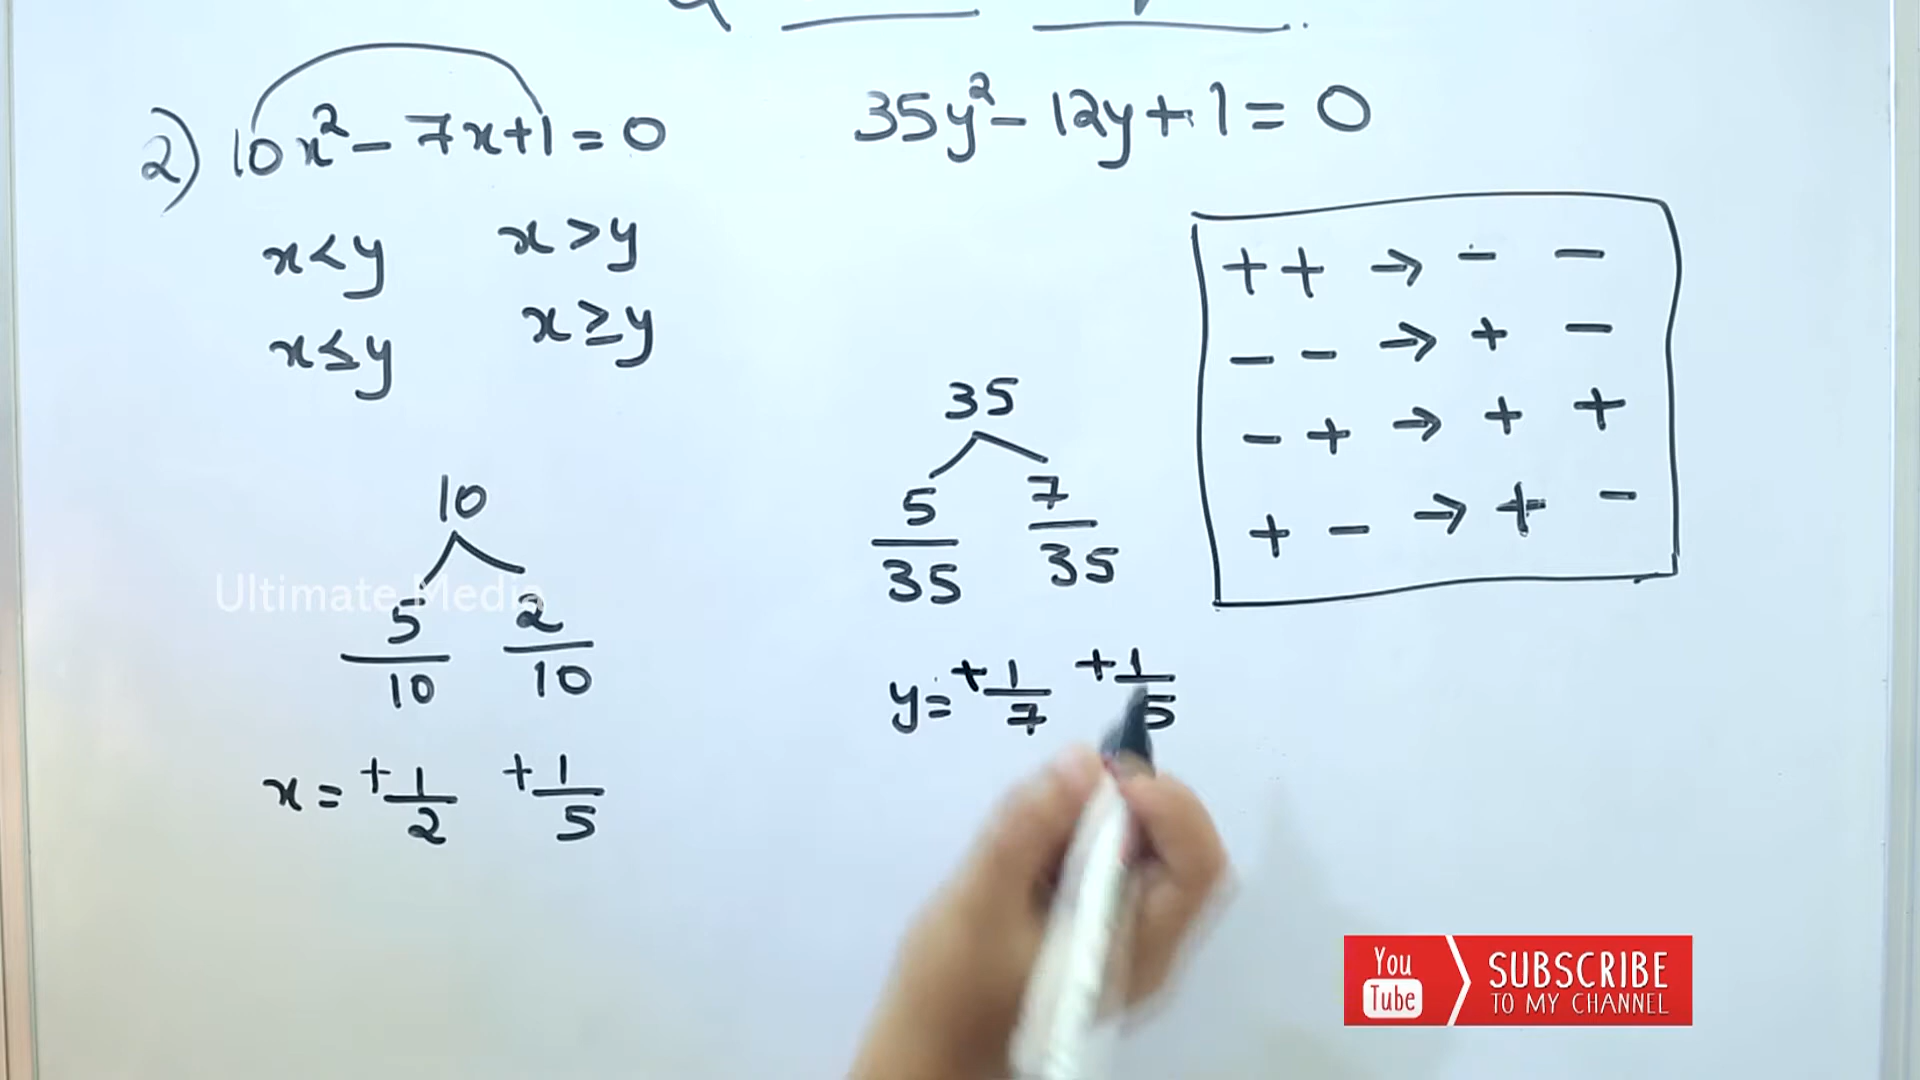 2) 10x² - 7x + 1 = 0
35y² - 12y + 1 = 0
x < y
x > y
x ≤ y
x ≥ y
+ + → - -
- - → + -
- + → + +
+ - → + -
35
5/35 7/35
y = +1/7 +1/5
10
5/10 2/10
x = +1/2 +1/5
Ultimate Media
You Tube
SUBSCRIBE
TO MY CHANNEL